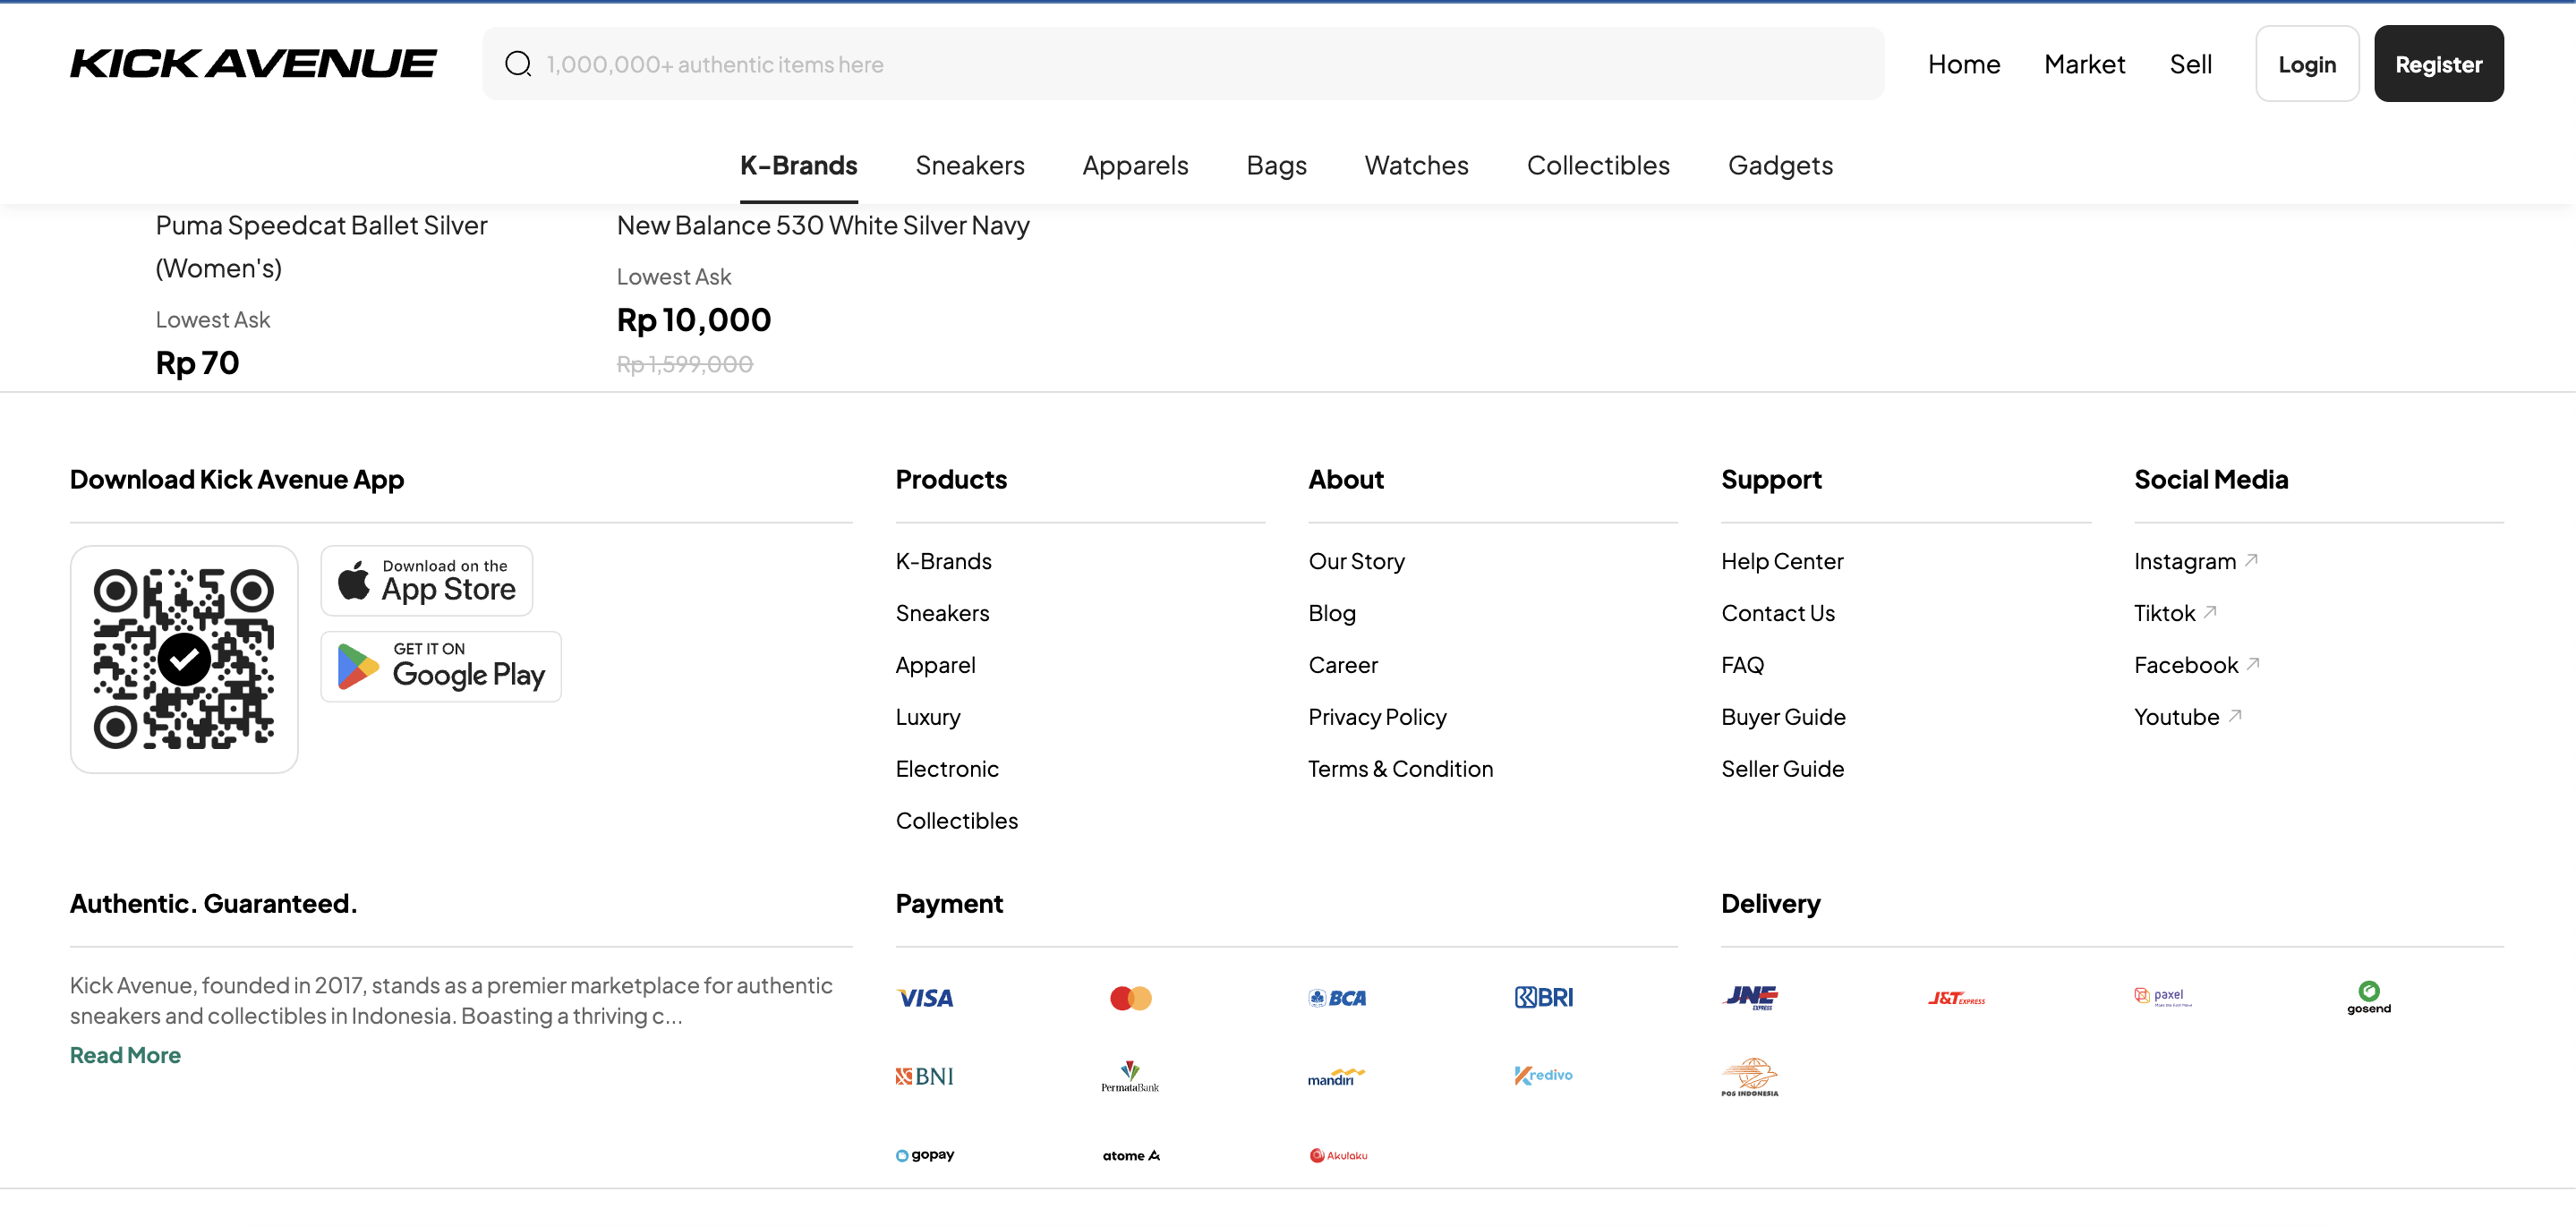 KICK AVENUE
1,000,000+ authentic items here
Home
Market
Sell
Login
Register
K-Brands
Sneakers
Apparels
Bags
Watches
Collectibles
Gadgets
Puma Speedcat Ballet Silver
(Women's)
Lowest Ask
Rp 70
New Balance 530 White Silver Navy
Lowest Ask
Rp 10,000
Rp 1,599,000
Download Kick Avenue App
Download on the
App Store
GET IT ON
Google Play
Products
K-Brands
Sneakers
Apparel
Luxury
Electronic
Collectibles
About
Our Story
Blog
Career
Privacy Policy
Terms & Condition
Support
Help Center
Contact Us
FAQ
Buyer Guide
Seller Guide
Social Media
Instagram
Tiktok
Facebook
Youtube
Authentic. Guaranteed.
Kick Avenue, founded in 2017, stands as a premier marketplace for authentic
sneakers and collectibles in Indonesia. Boasting a thriving c...
Read More
Payment
VISA
BCA
BRI
BNI
PermataBank
mandiri
Kredivo
gopay
atome
Akulaku
Delivery
JNE
EXPRESS
J&T EXPRESS
paxel
gosend
POS INDONESIA